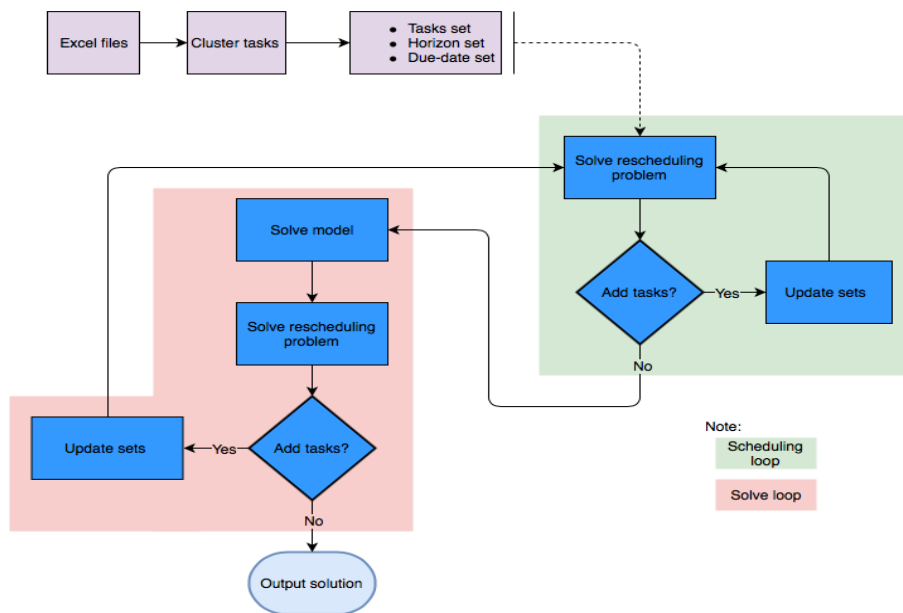 Excel files
Cluster tasks
Tasks set
Horizon set
Due-date set
Solve rescheduling
problem
Solve model
Add tasks?
Yes
Update sets
Solve rescheduling
problem
No
Note:
Scheduling
loop
Update sets
Yes
Add tasks?
Solve loop
No
Output solution